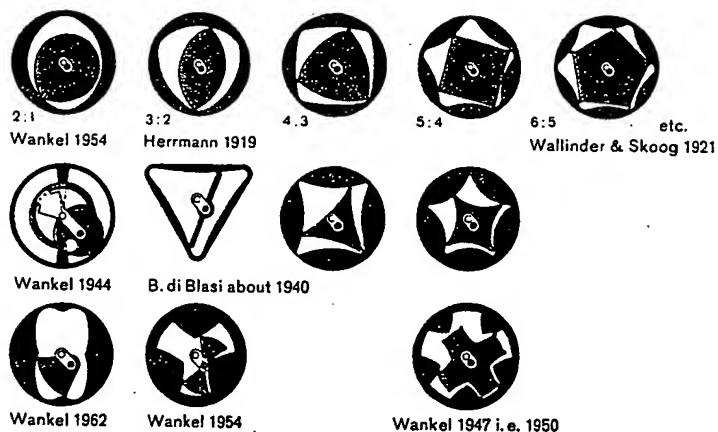 2:1
3:2
4.3
5:4
6:5
etc.
Wankel 1954
Herrmann 1919
Wallinder & Skoog 1921
Wankel 1944
B. di Blasi about 1940
Wankel 1962
Wankel 1954
Wankel 1947 i. e. 1950